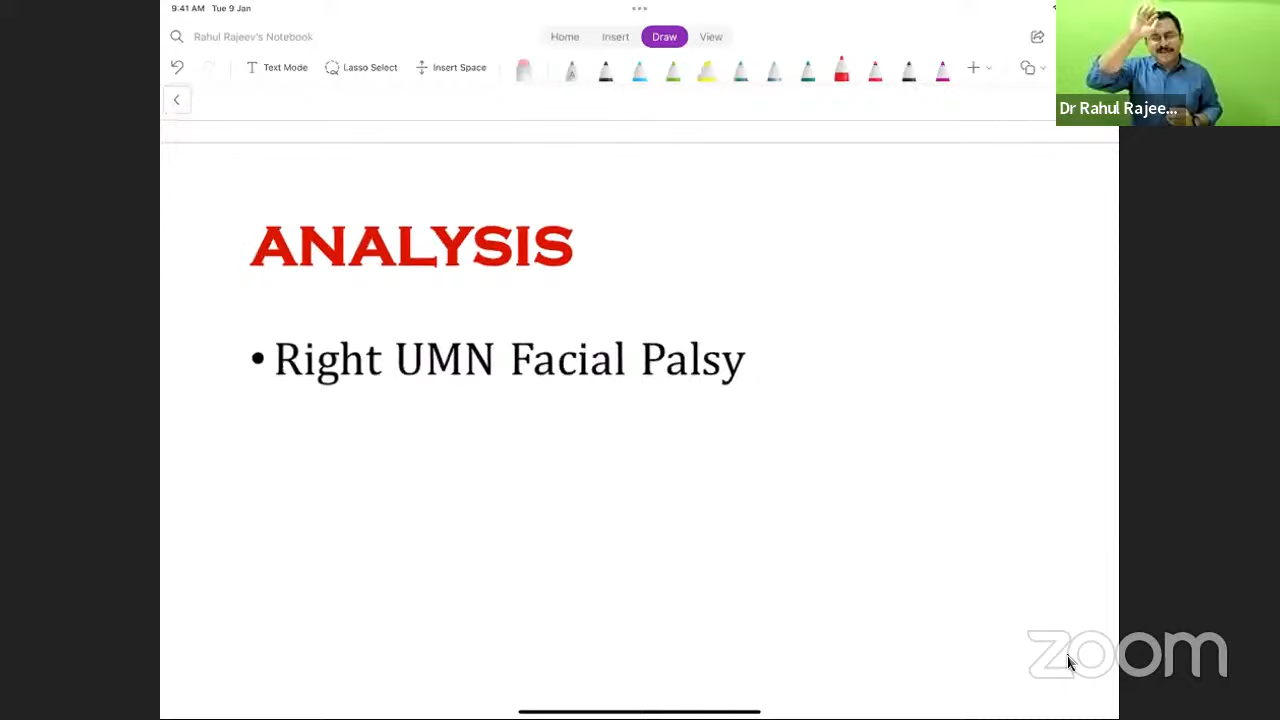 9:41 AM Tue 9 Jan
Rahul Rajeev's Notebook
Home Insert Draw View
Text Mode Lasso Select Insert Space
Dr Rahul Rajee...
ANALYSIS
• Right UMN Facial Palsy
zoom